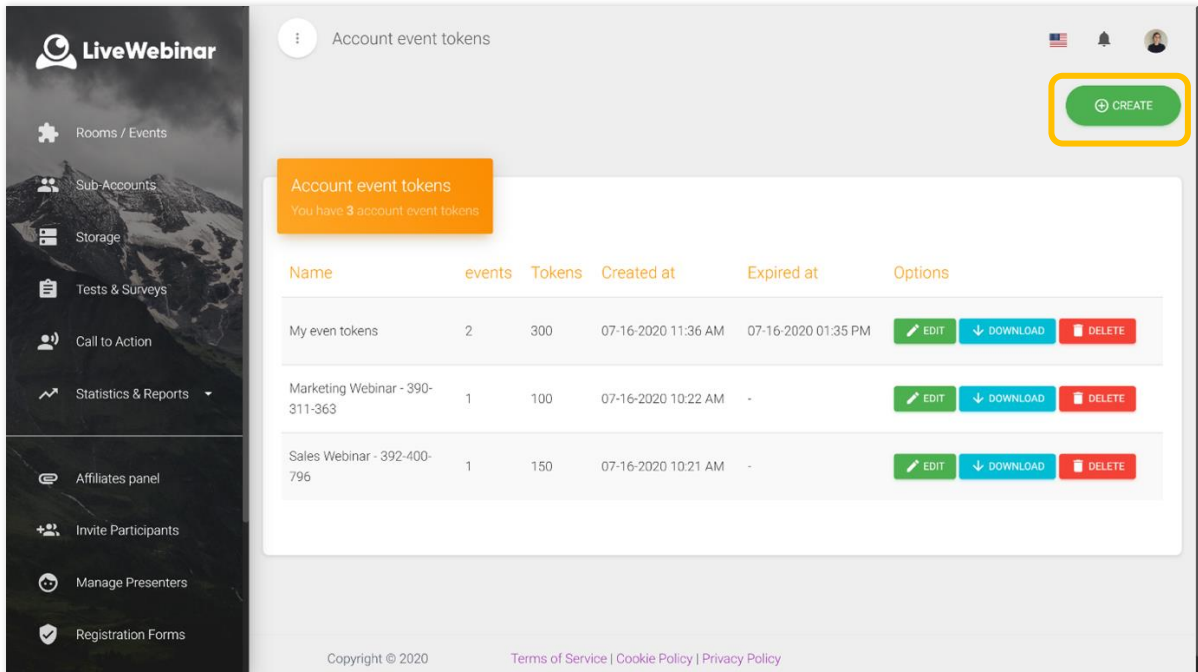 LiveWebinar
Account event tokens
CREATE
Rooms / Events
Sub-Accounts
Storage
Tests & Surveys
Call to Action
Statistics & Reports
Affiliates panel
Invite Participants
Manage Presenters
Registration Forms
Account event tokens
You have 3 account event tokens
Name events Tokens Created at Expired at Options
My even tokens 2 300 07-16-2020 11:36 AM 07-16-2020 01:35 PM EDIT DOWNLOAD DELETE
Marketing Webinar - 390-
311-363 1 100 07-16-2020 10:22 AM - EDIT DOWNLOAD DELETE
Sales Webinar - 392-400-
796 1 150 07-16-2020 10:21 AM - EDIT DOWNLOAD DELETE
Copyright © 2020 Terms of Service | Cookie Policy | Privacy Policy